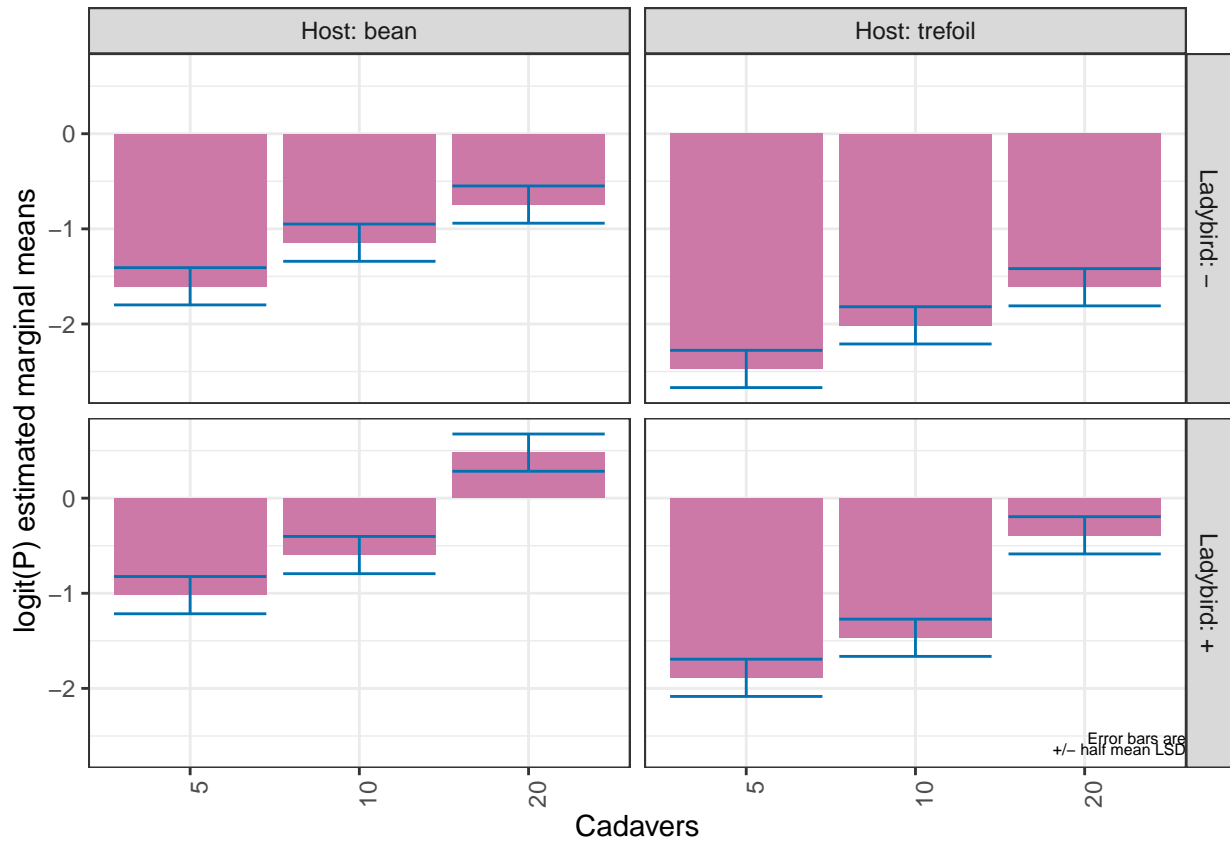 Host: bean
Host: trefoil
logit(P) estimated marginal means
0
−1
−2
Ladybird: −
0
−1
−2
Ladybird: +
Error bars are
+/− half mean LSD
5
10
20
5
10
20
Cadavers